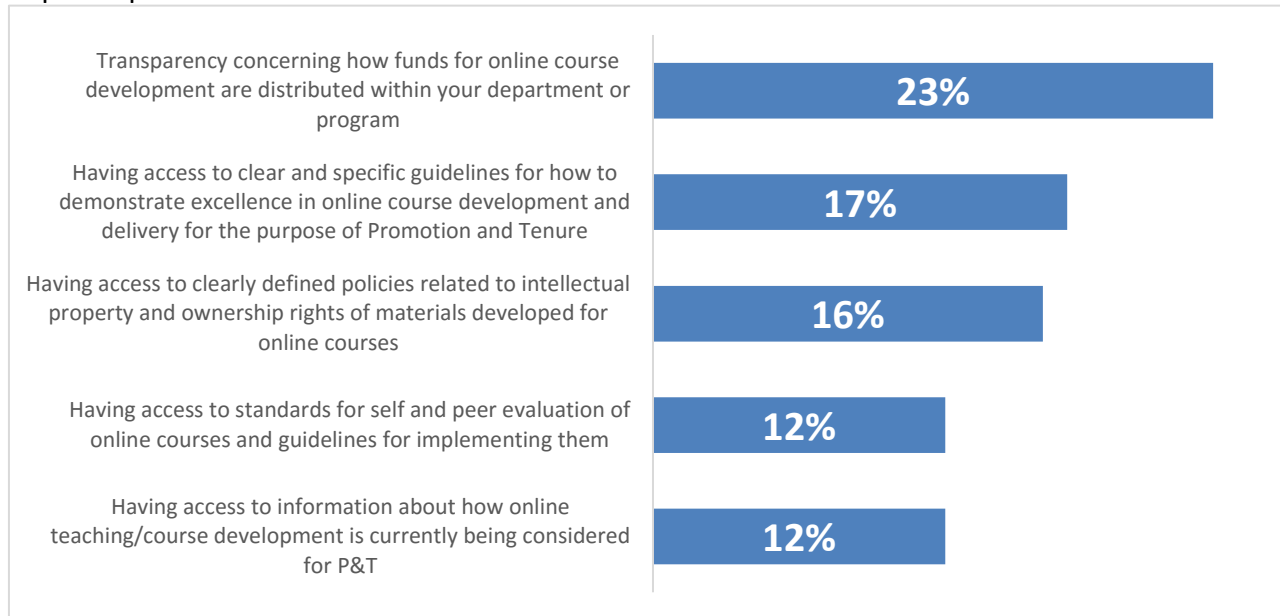 Transparency concerning how funds for online course
development are distributed within your department or
program
23%
Having access to clear and specific guidelines for how to
demonstrate excellence in online course development and
delivery for the purpose of Promotion and Tenure
17%
Having access to clearly defined policies related to intellectual
property and ownership rights of materials developed for
online courses
16%
Having access to standards for self and peer evaluation of
online courses and guidelines for implementing them
12%
Having access to information about how online
teaching/course development is currently being considered
for P&T
12%